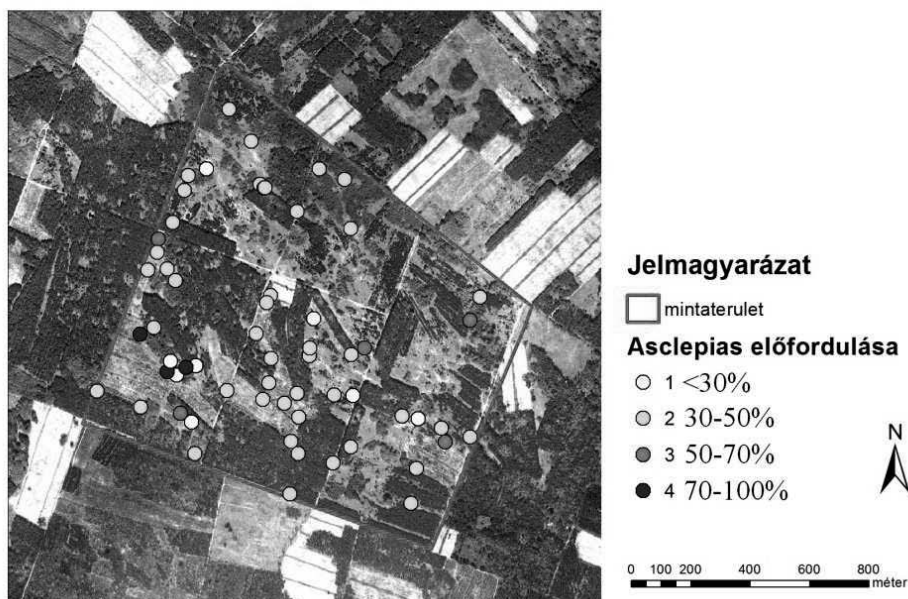 Jelmagyarázat
mintaterulet
Asclepias előfordulása
1 <30%
2 30-50%
3 50-70%
4 70-100%
N
0 100 200 400 600 800
méter